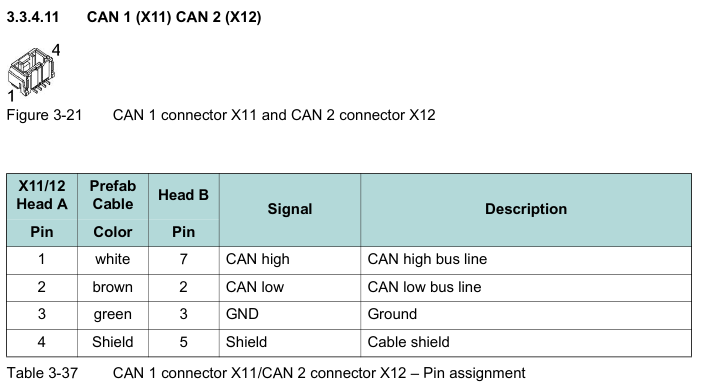 3.3.4.11 CAN 1 (X11) CAN 2 (X12)
4
1
Figure 3-21 CAN 1 connector X11 and CAN 2 connector X12
X11/12 Head A Prefab Cable Head B Signal Description
Pin Color Pin
1 white 7 CAN high CAN high bus line
2 brown 2 CAN low CAN low bus line
3 green 3 GND Ground
4 Shield 5 Shield Cable shield
Table 3-37 CAN 1 connector X11/CAN 2 connector X12 – Pin assignment